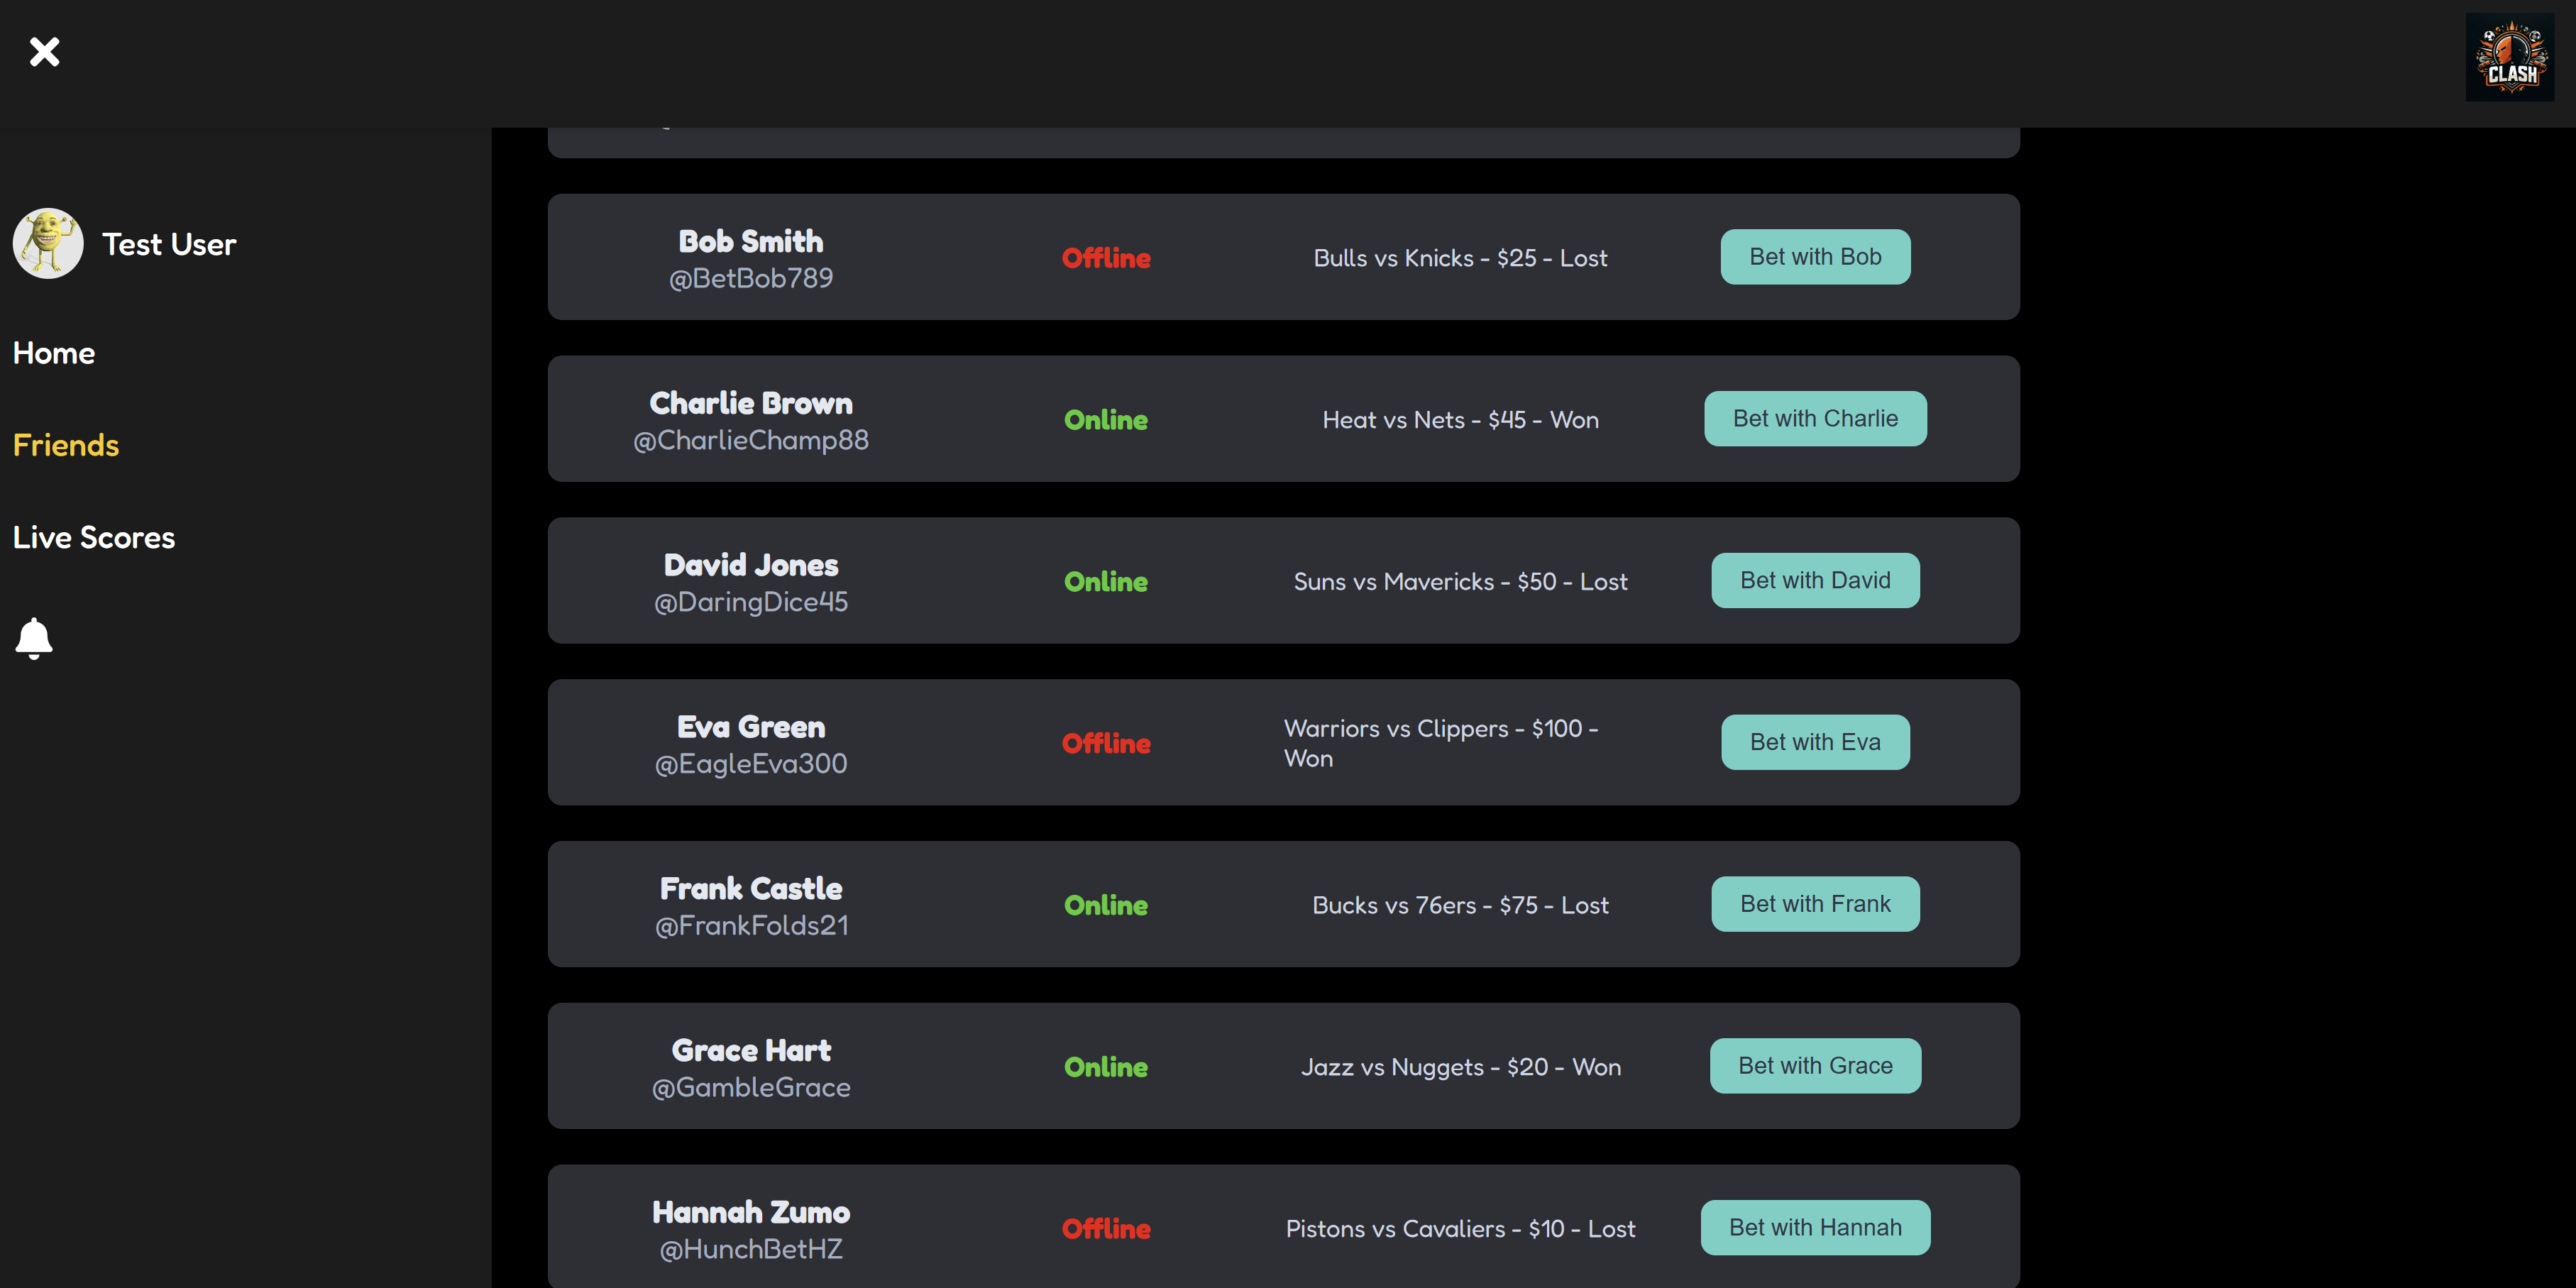 CLASH
Test User
Home
Friends
Live Scores
Bob Smith
@BetBob789
Offline
Bulls vs Knicks - $25 - Lost
Bet with Bob
Charlie Brown
@CharlieChamp88
Online
Heat vs Nets - $45 - Won
Bet with Charlie
David Jones
@DaringDice45
Online
Suns vs Mavericks - $50 - Lost
Bet with David
Eva Green
@EagleEva300
Offline
Warriors vs Clippers - $100 -
Won
Bet with Eva
Frank Castle
@FrankFolds21
Online
Bucks vs 76ers - $75 - Lost
Bet with Frank
Grace Hart
@GambleGrace
Online
Jazz vs Nuggets - $20 - Won
Bet with Grace
Hannah Zumo
@HunchBetHZ
Offline
Pistons vs Cavaliers - $10 - Lost
Bet with Hannah